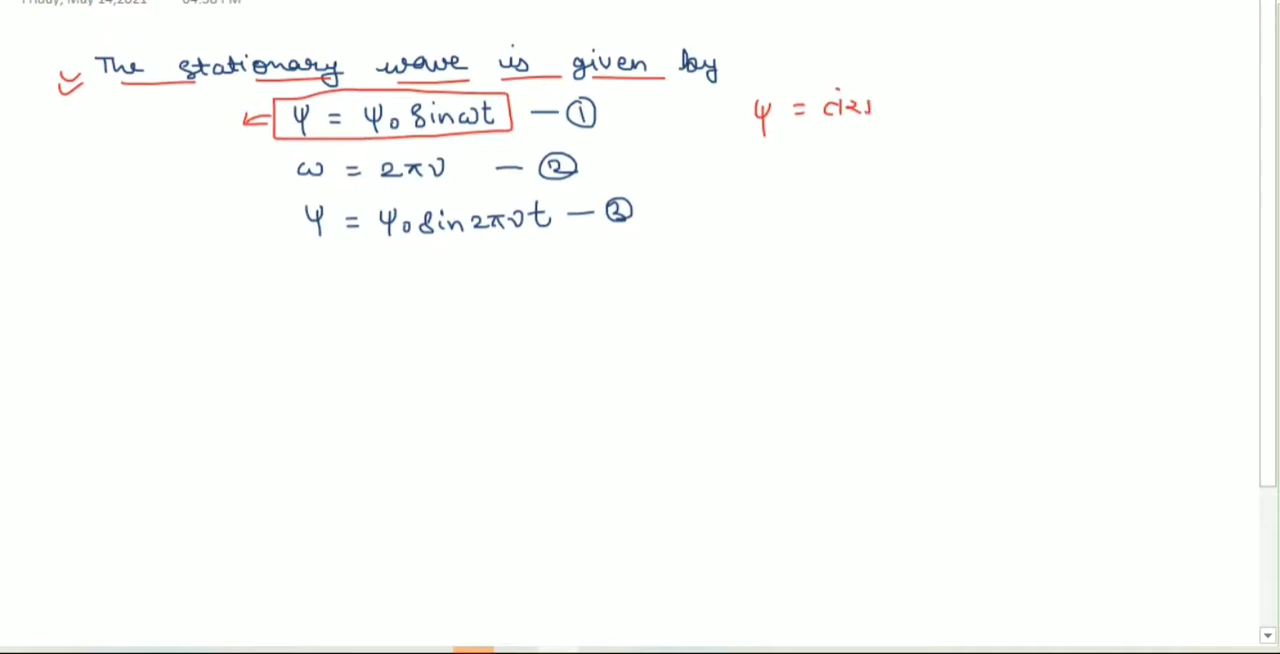 The stationary wave is given by
ψ = ψ₀ sinωt — ①
ω = 2πν — ②
ψ = ψ₀ sin2πνt — ③
ψ =